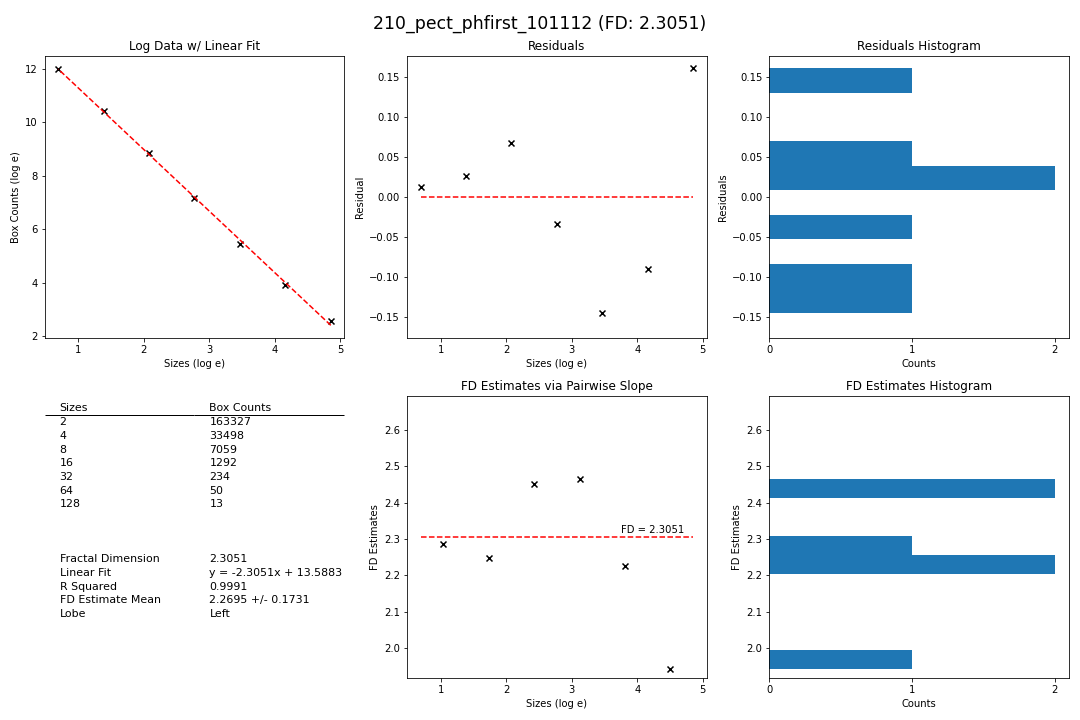 210_pect_phfirst_101112 (FD: 2.3051)
Log Data w/ Linear Fit
12
10
8
6
4
2
Box Counts (log e)
1 2 3 4 5
Sizes (log e)
Residuals
0.15
0.10
0.05
0.00
−0.05
−0.10
−0.15
Residual
1 2 3 4 5
Sizes (log e)
Residuals Histogram
0.15
0.10
0.05
0.00
−0.05
−0.10
−0.15
Residuals
0 1 2
Counts
Sizes Box Counts
2 163327
4 33498
8 7059
16 1292
32 234
64 50
128 13
Fractal Dimension 2.3051
Linear Fit y = -2.3051x + 13.5883
R Squared 0.9991
FD Estimate Mean 2.2695 +/- 0.1731
Lobe Left
FD Estimates via Pairwise Slope
2.6
2.5
2.4
2.3
2.2
2.1
2.0
FD Estimates
FD = 2.3051
1 2 3 4 5
Sizes (log e)
FD Estimates Histogram
2.6
2.5
2.4
2.3
2.2
2.1
2.0
FD Estimates
0 1 2
Counts